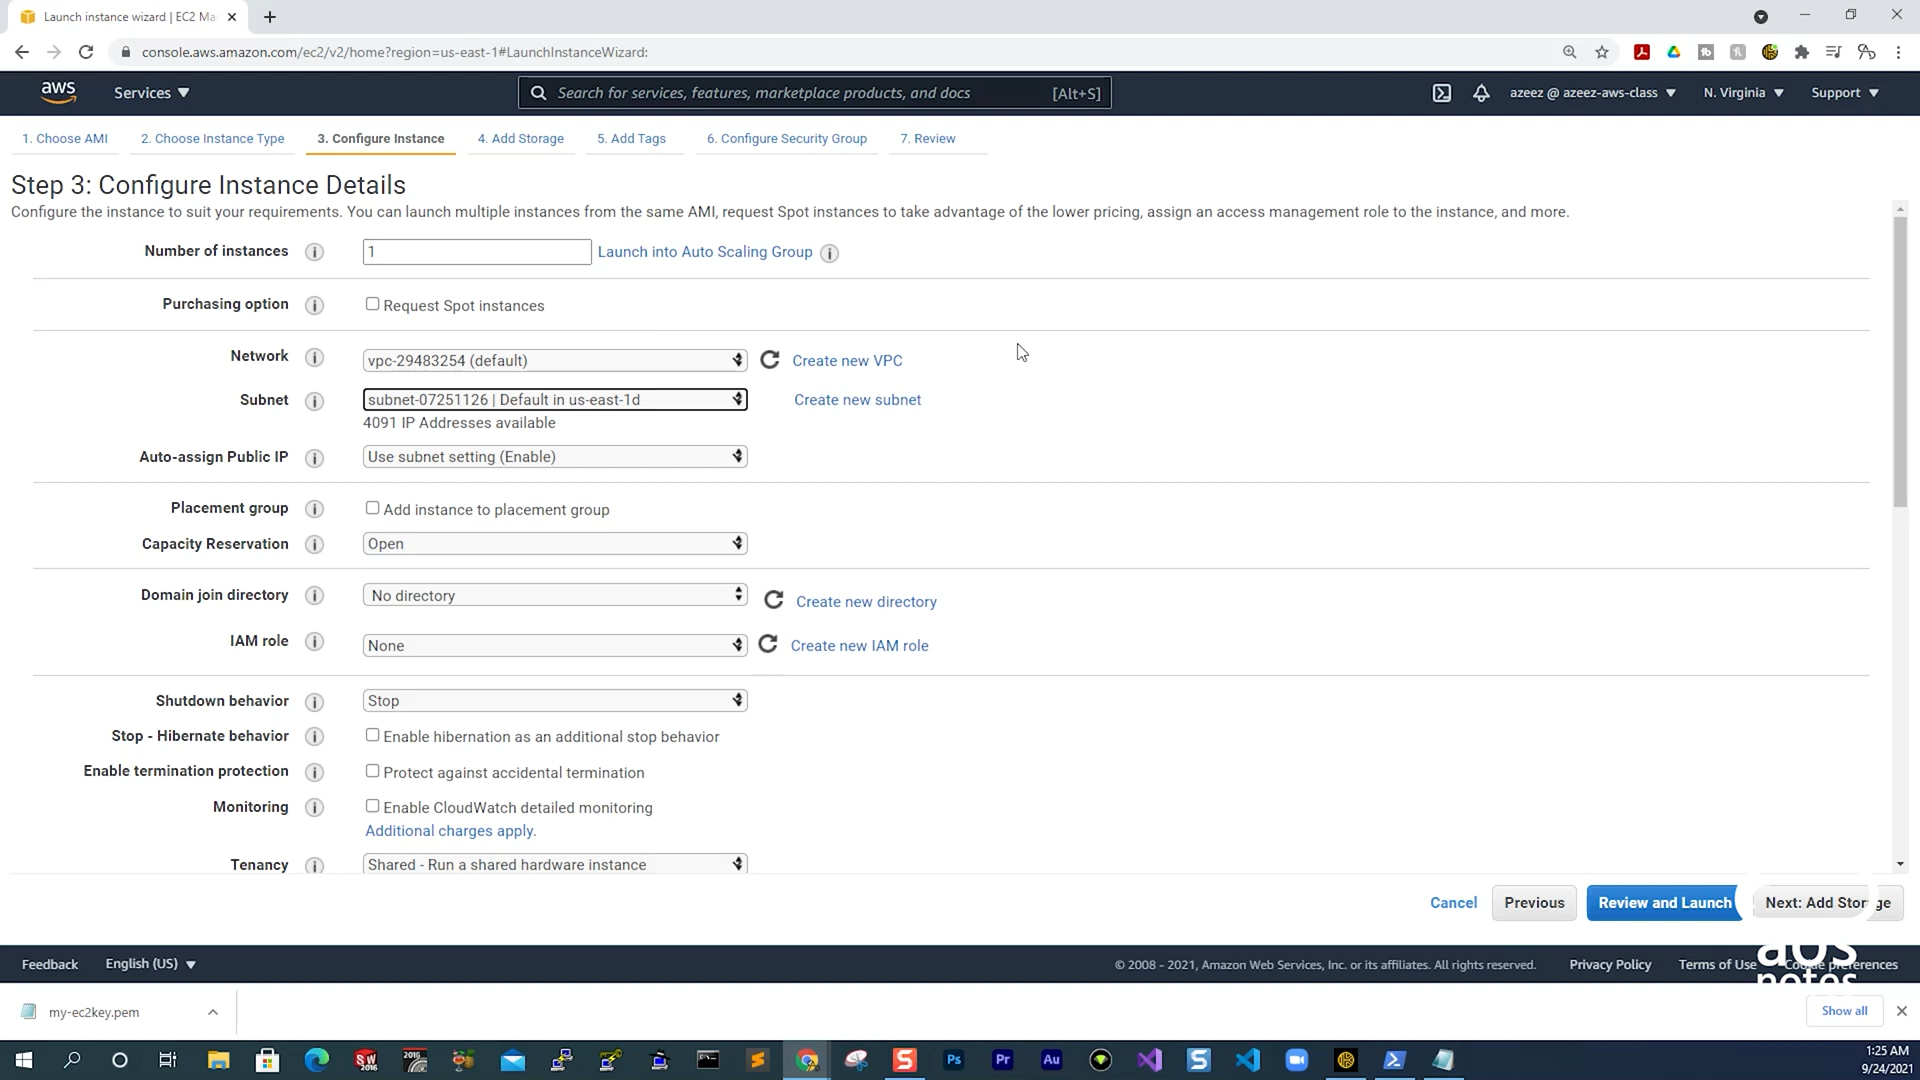 Launch instance wizard | EC2 Ma
console.aws.amazon.com/ec2/v2/home?region=us-east-1#LaunchInstanceWizard:
aws
Services
Search for services, features, marketplace products, and docs
[Alt+S]
azeez @ azeez-aws-class
N. Virginia
Support
1. Choose AMI
2. Choose Instance Type
3. Configure Instance
4. Add Storage
5. Add Tags
6. Configure Security Group
7. Review
Step 3: Configure Instance Details
Configure the instance to suit your requirements. You can launch multiple instances from the same AMI, request Spot instances to take advantage of the lower pricing, assign an access management role to the instance, and more.
Number of instances
1
Launch into Auto Scaling Group
Purchasing option
Request Spot instances
Network
vpc-29483254 (default)
Create new VPC
Subnet
subnet-07251126 | Default in us-east-1d
Create new subnet
4091 IP Addresses available
Auto-assign Public IP
Use subnet setting (Enable)
Placement group
Add instance to placement group
Capacity Reservation
Open
Domain join directory
No directory
Create new directory
IAM role
None
Create new IAM role
Shutdown behavior
Stop
Stop - Hibernate behavior
Enable hibernation as an additional stop behavior
Enable termination protection
Protect against accidental termination
Monitoring
Enable CloudWatch detailed monitoring
Additional charges apply.
Tenancy
Shared - Run a shared hardware instance
Cancel
Previous
Review and Launch
Next: Add Storage
Feedback
English (US)
© 2008 - 2021, Amazon Web Services, Inc. or its affiliates. All rights reserved.
Privacy Policy
Terms of Use
Cookie preferences
aos
notes
my-ec2key.pem
Show all
SW
2016
2016
Ps
Pr
Au
1:25 AM
9/24/2021